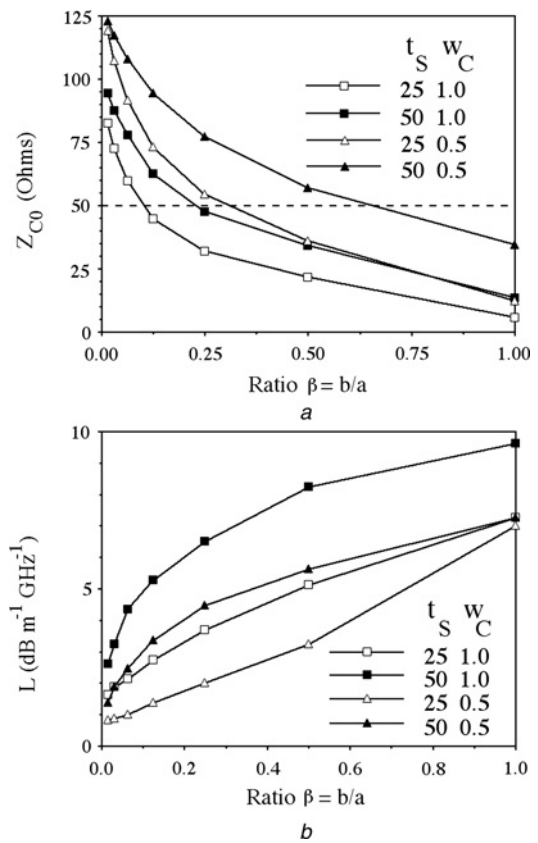 125
100
75
50
25
0
Z_C0 (Ohms)
t_S w_C
25 1.0
50 1.0
25 0.5
50 0.5
0.00 0.25 0.50 0.75 1.00
Ratio β = b/a
a
10
5
0
L (dB m⁻¹ GHz⁻¹)
t_S w_C
25 1.0
50 1.0
25 0.5
50 0.5
0.0 0.2 0.4 0.6 0.8 1.0
Ratio β = b/a
b